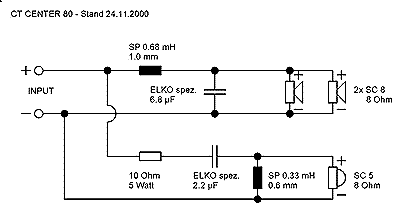 CT CENTER 80 - Stand 24.11.2000
SP 0.68 mH
1.0 mm
+
+
+
INPUT
ELKO spez.
6.8 µF
2x SC 8
8 Ohm
−
−
−
+
10 Ohm
5 Watt
ELKO spez.
2.2 µF
SP 0.33 mH
0.6 mm
SC 5
8 Ohm
−